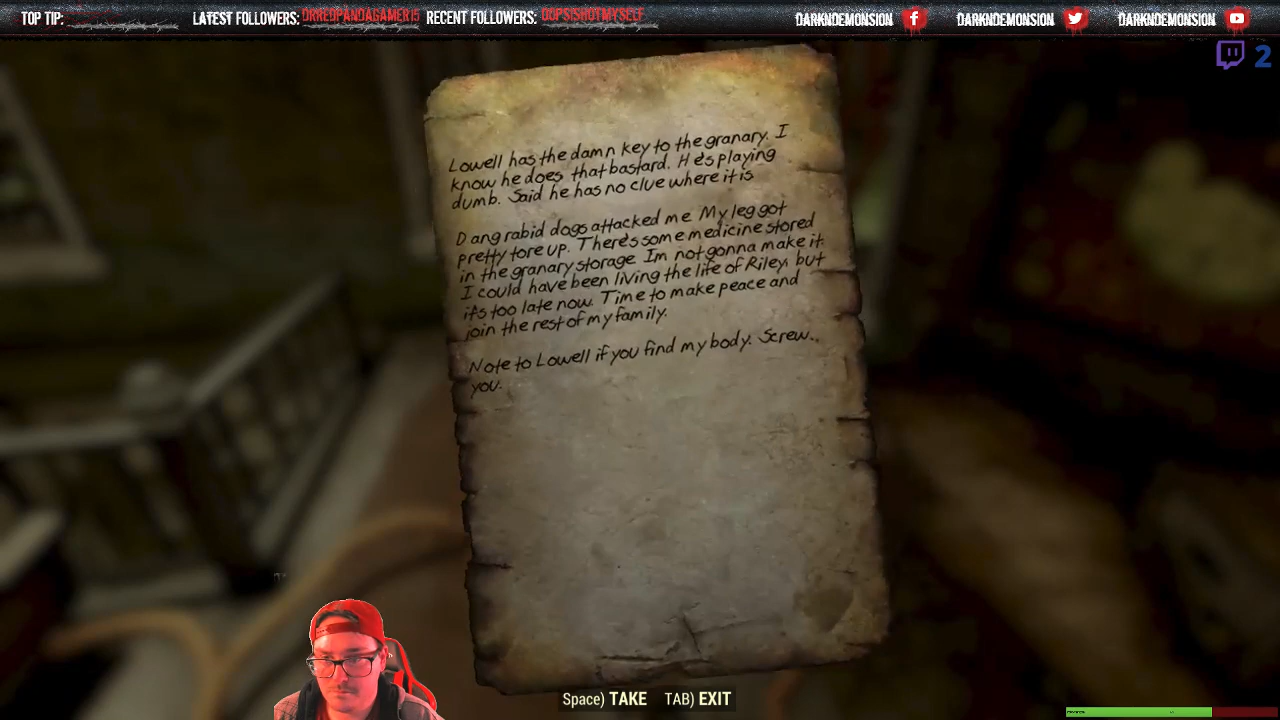 TOP TIP: LATEST FOLLOWERS: DRREDPANDAGAMER15 RECENT FOLLOWERS: OOPSISHOTMYSELF DARKNDEMONSION DARKNDEMONSION DARKNDEMONSION
2
Lowell has the damn key to the granary. I
know he does that bastard. He's playing
dumb. Said he has no clue where it is
Dang rabid dogs attacked me. My leg got
pretty tore up. There's some medicine stored
in the granary storage. Im not gonna make it.
I could have been living the life of Riley, but
it's too late now. Time to make peace and
join the rest of my family.
Note to Lowell if you find my body. Screw..
you.
Space) TAKE TAB) EXIT